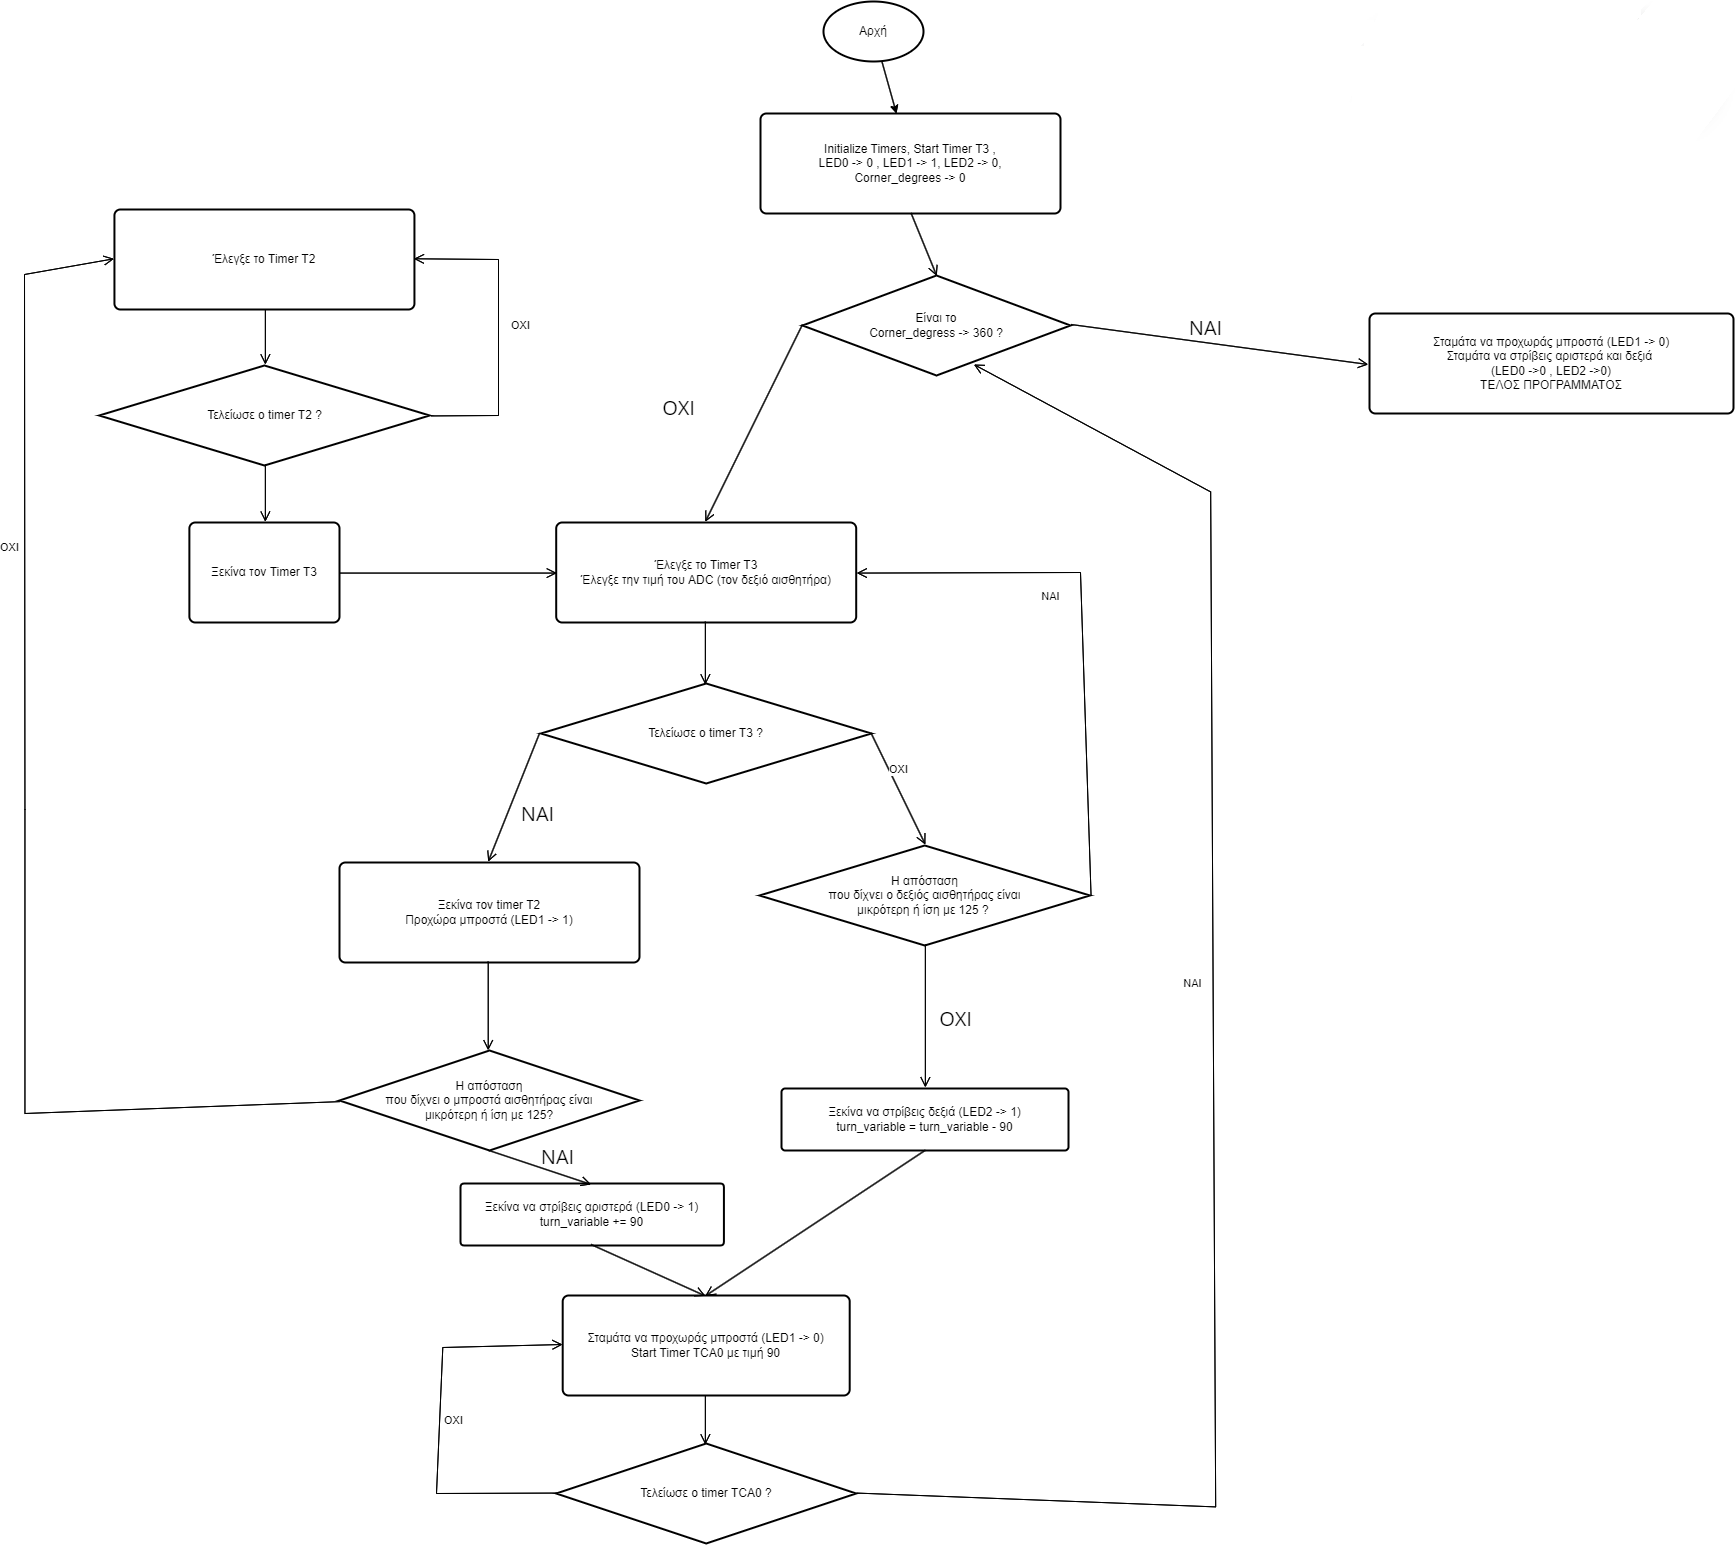 Αρχή
Initialize Timers, Start Timer T3 ,
LED0 -> 0 , LED1 -> 1, LED2 -> 0,
Corner_degrees -> 0
Έλεγξε το Timer T2
ΟΧΙ
Τελείωσε ο timer T2 ?
Είναι το
Corner_degress -> 360 ?
ΝΑΙ
Σταμάτα να προχωράς μπροστά (LED1 -> 0)
Σταμάτα να στρίβεις αριστερά και δεξιά
(LED0 ->0 , LED2 ->0)
ΤΕΛΟΣ ΠΡΟΓΡΑΜΜΑΤΟΣ
ΟΧΙ
ΟΧΙ
Ξεκίνα τον Timer T3
Έλεγξε το Timer T3
Έλεγξε την τιμή του ADC (τον δεξιό αισθητήρα)
ΝΑΙ
Τελείωσε ο timer T3 ?
ΟΧΙ
ΝΑΙ
Ξεκίνα τον timer T2
Προχώρα μπροστά (LED1 -> 1)
Η απόσταση
που δίχνει ο δεξιός αισθητήρας είναι
μικρότερη ή ίση με 125 ?
ΝΑΙ
ΟΧΙ
Η απόσταση
που δίχνει ο μπροστά αισθητήρας είναι
μικρότερη ή ίση με 125?
ΝΑΙ
Ξεκίνα να στρίβεις δεξιά (LED2 -> 1)
turn_variable = turn_variable - 90
Ξεκίνα να στρίβεις αριστερά (LED0 -> 1)
turn_variable += 90
Σταμάτα να προχωράς μπροστά (LED1 -> 0)
Start Timer TCA0 με τιμή 90
ΟΧΙ
Τελείωσε ο timer TCA0 ?